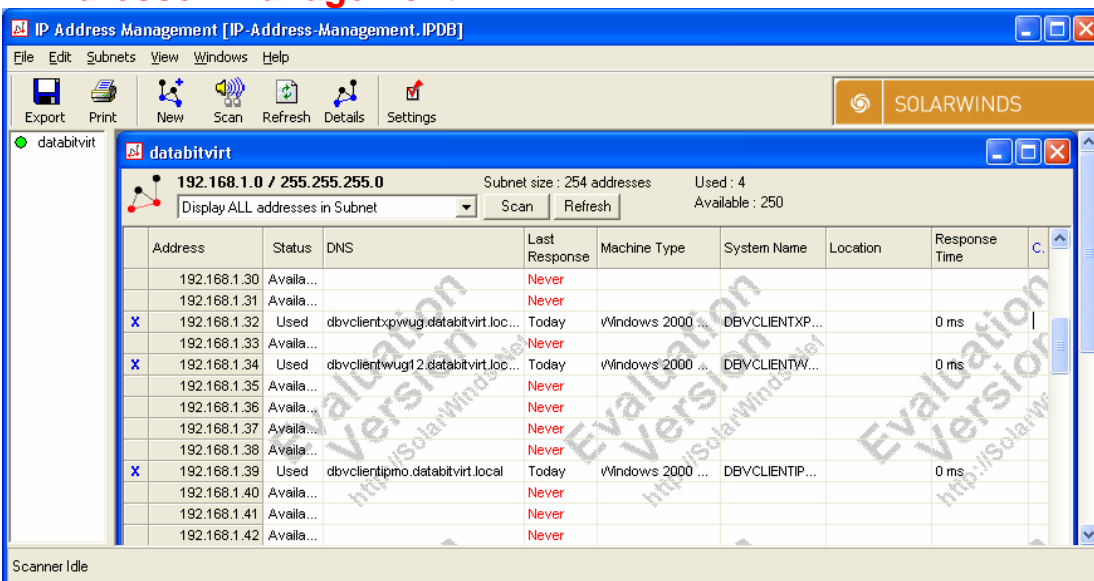 IP Address Management [IP-Address-Management.IPDB]
File Edit Subnets View Windows Help
Export Print New Scan Refresh Details Settings
SOLARWINDS
databitvirt
databitvirt
192.168.1.0 / 255.255.255.0 Subnet size : 254 addresses Used : 4
Display ALL addresses in Subnet Scan Refresh Available : 250
Address Status DNS Last Response Machine Type System Name Location Response Time C.
192.168.1.30 Availa... Never
192.168.1.31 Availa... Never
X 192.168.1.32 Used dbvclientxpwug.databitvirt.loc... Today Windows 2000 ... DBVCLIENTXP... 0 ms
192.168.1.33 Availa... Never
X 192.168.1.34 Used dbvclientwug12.databitvirt.loc... Today Windows 2000 ... DBVCLIENTW... 0 ms
192.168.1.35 Availa... Never
192.168.1.36 Availa... Never
192.168.1.37 Availa... Never
192.168.1.38 Availa... Never
X 192.168.1.39 Used dbvclientipmo.databitvirt.local Today Windows 2000 ... DBVCLIENTIP... 0 ms
192.168.1.40 Availa... Never
192.168.1.41 Availa... Never
192.168.1.42 Availa... Never
Evaluation Version http://SolarWinds.Net
Evaluation Version http://SolarWinds.Net
Evaluation Version http://SolarWinds
Scanner Idle